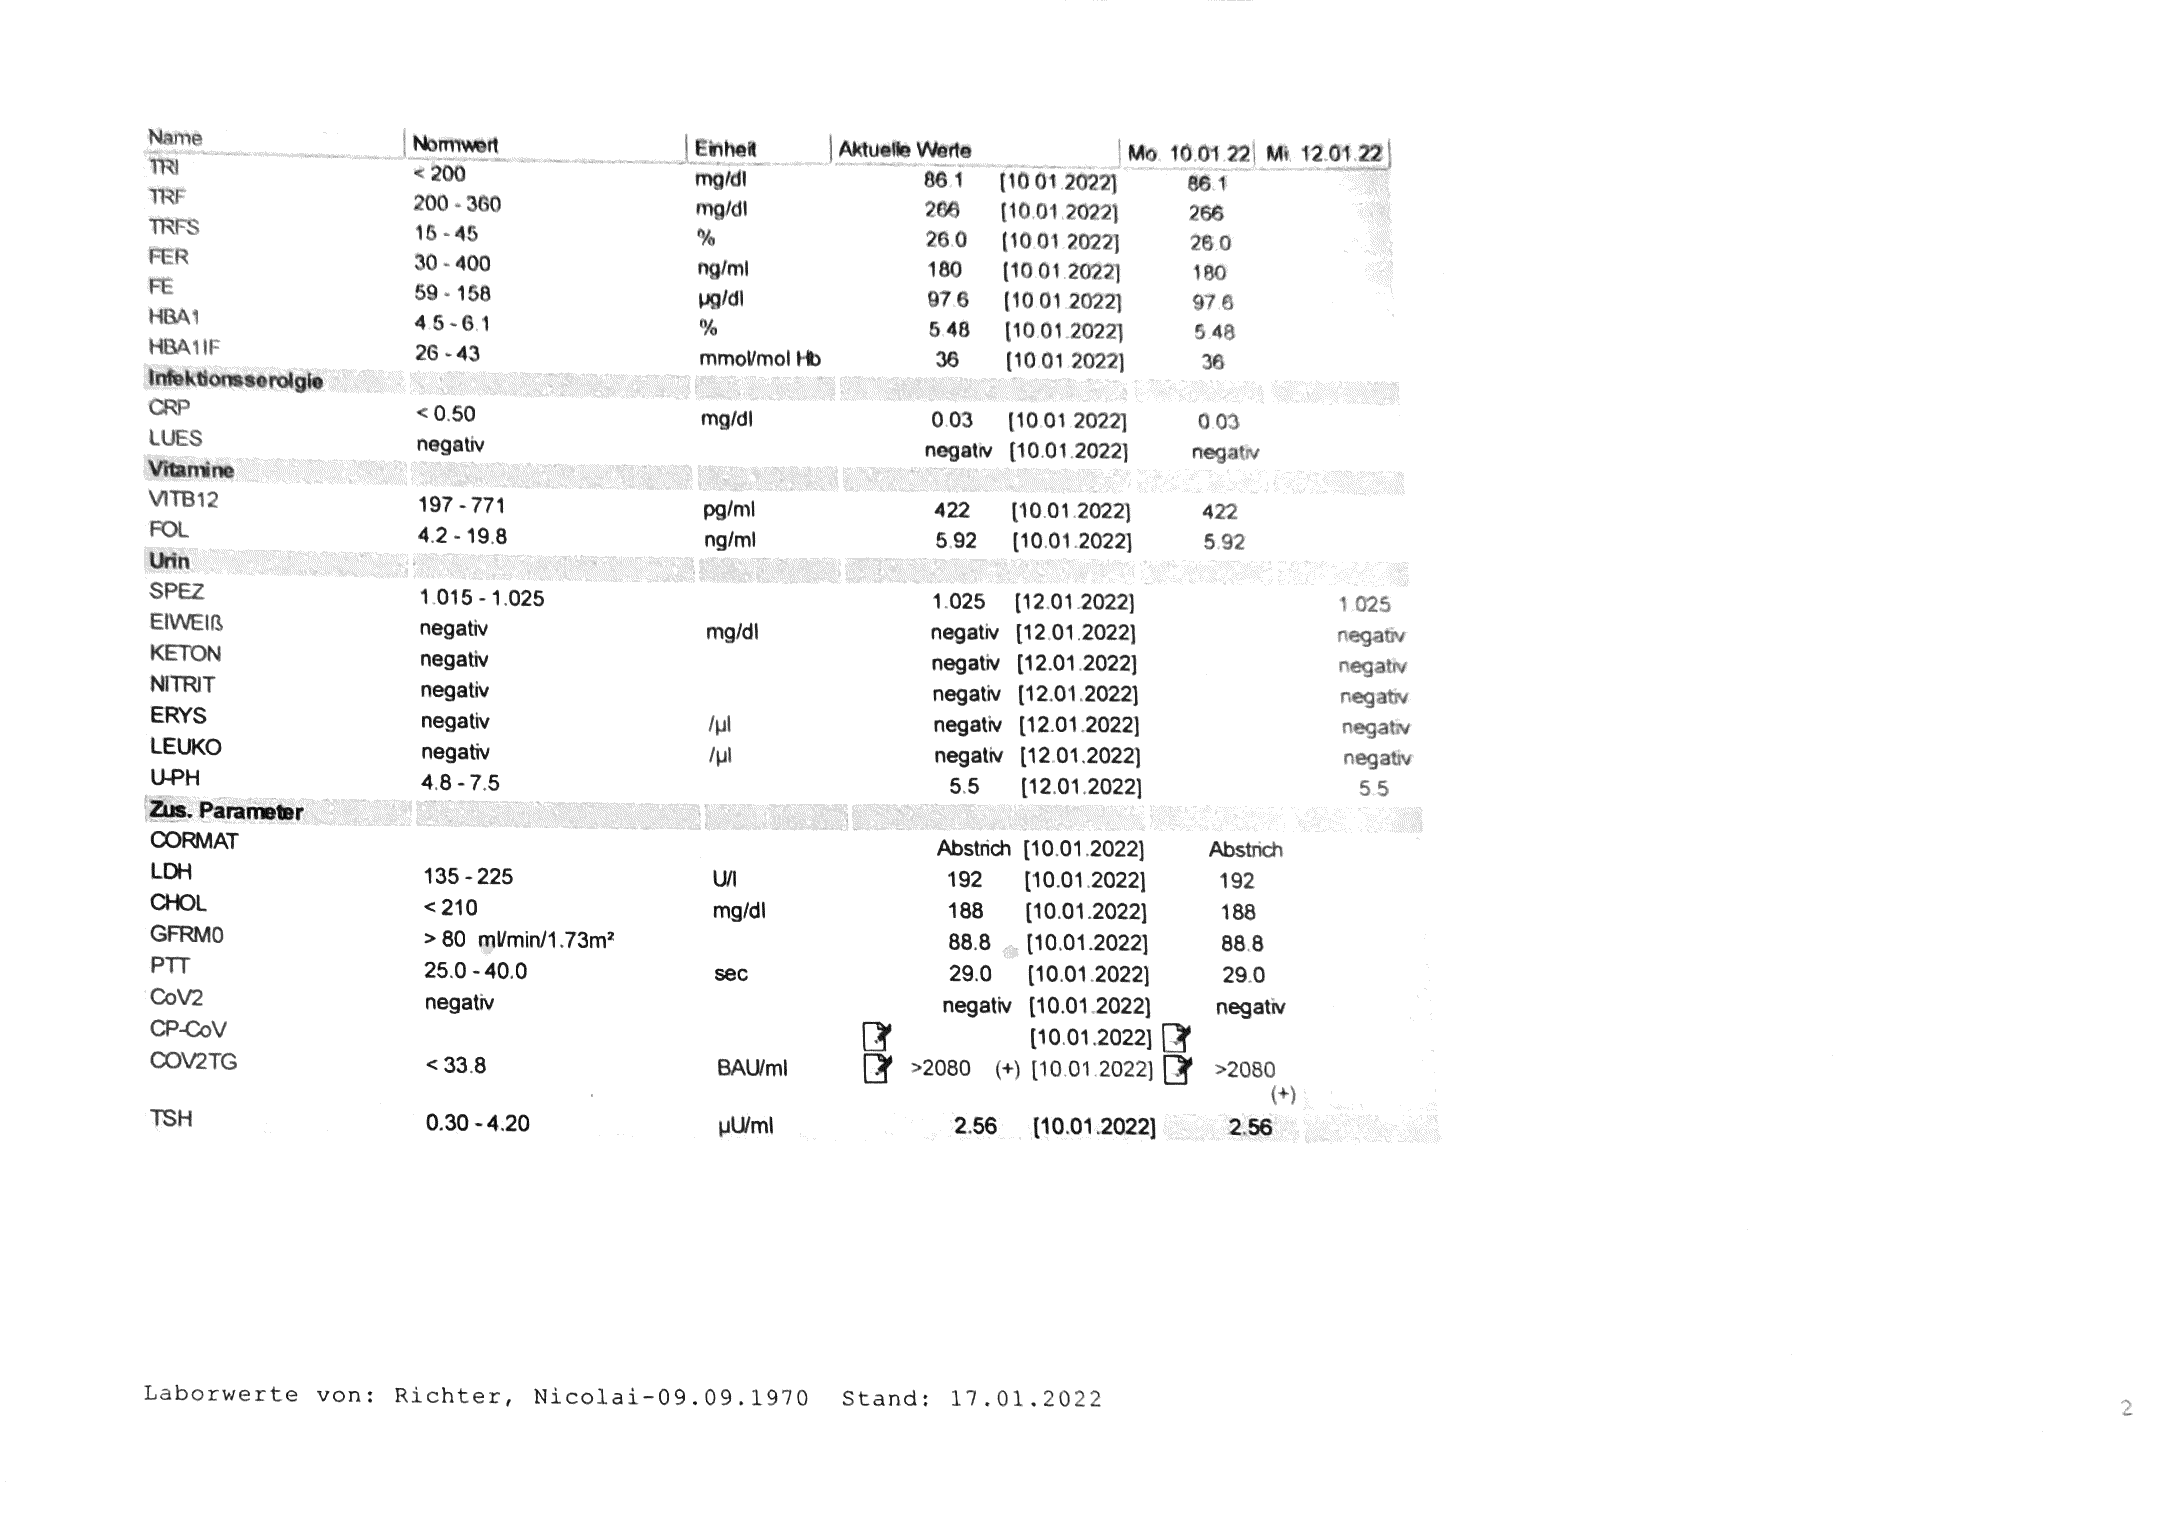 Name Normwert Einheit Aktuelle Werte Mo. 10.01.22 Mi. 12.01.22
TRI < 200 mg/dl 86.1 [10.01.2022] 86.1
TRF 200 - 360 mg/dl 266 [10.01.2022] 266
TRFS 15 - 45 % 26.0 [10.01.2022] 26.0
FER 30 - 400 ng/ml 180 [10.01.2022] 180
FE 59 - 158 µg/dl 97.6 [10.01.2022] 97.6
HBA1 4.5 - 6.1 % 5.48 [10.01.2022] 5.48
HBA1IF 26 - 43 mmol/mol Hb 36 [10.01.2022] 36
Infektionsserolgie
CRP < 0.50 mg/dl 0.03 [10.01.2022] 0.03
LUES negativ negativ [10.01.2022] negativ
Vitamine
VITB12 197 - 771 pg/ml 422 [10.01.2022] 422
FOL 4.2 - 19.8 ng/ml 5.92 [10.01.2022] 5.92
Urin
SPEZ 1.015 - 1.025 1.025 [12.01.2022] 1.025
EIWEIß negativ mg/dl negativ [12.01.2022] negativ
KETON negativ negativ [12.01.2022] negativ
NITRIT negativ negativ [12.01.2022] negativ
ERYS negativ /µl negativ [12.01.2022] negativ
LEUKO negativ /µl negativ [12.01.2022] negativ
U-PH 4.8 - 7.5 5.5 [12.01.2022] 5.5
Zus. Parameter
CORMAT Abstrich [10.01.2022] Abstrich
LDH 135 - 225 U/l 192 [10.01.2022] 192
CHOL < 210 mg/dl 188 [10.01.2022] 188
GFRM0 > 80 ml/min/1.73m² 88.8 [10.01.2022] 88.8
PTT 25.0 - 40.0 sec 29.0 [10.01.2022] 29.0
CoV2 negativ negativ [10.01.2022] negativ
CP-CoV [10.01.2022]
COV2TG < 33.8 BAU/ml >2080 (+) [10.01.2022] >2080
(+)
TSH 0.30 - 4.20 µU/ml 2.56 [10.01.2022] 2.56
Laborwerte von: Richter, Nicolai-09.09.1970 Stand: 17.01.2022
2